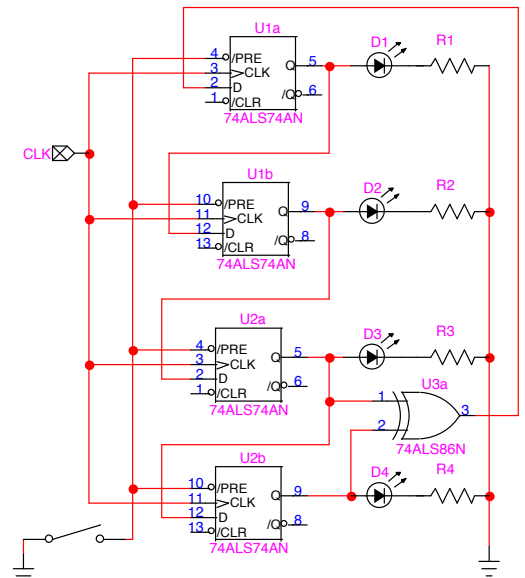 U1a
4 /PRE Q 5
3 CLK
2 D /Q 6
1 /CLR
74ALS74AN
D1
R1
CLK
U1b
10 /PRE Q 9
11 CLK
12 D /Q 8
13 /CLR
74ALS74AN
D2
R2
U2a
4 /PRE Q 5
3 CLK
2 D /Q 6
1 /CLR
74ALS74AN
D3
R3
U3a
1
2
3
74ALS86N
U2b
10 /PRE Q 9
11 CLK
12 D /Q 8
13 /CLR
74ALS74AN
D4
R4